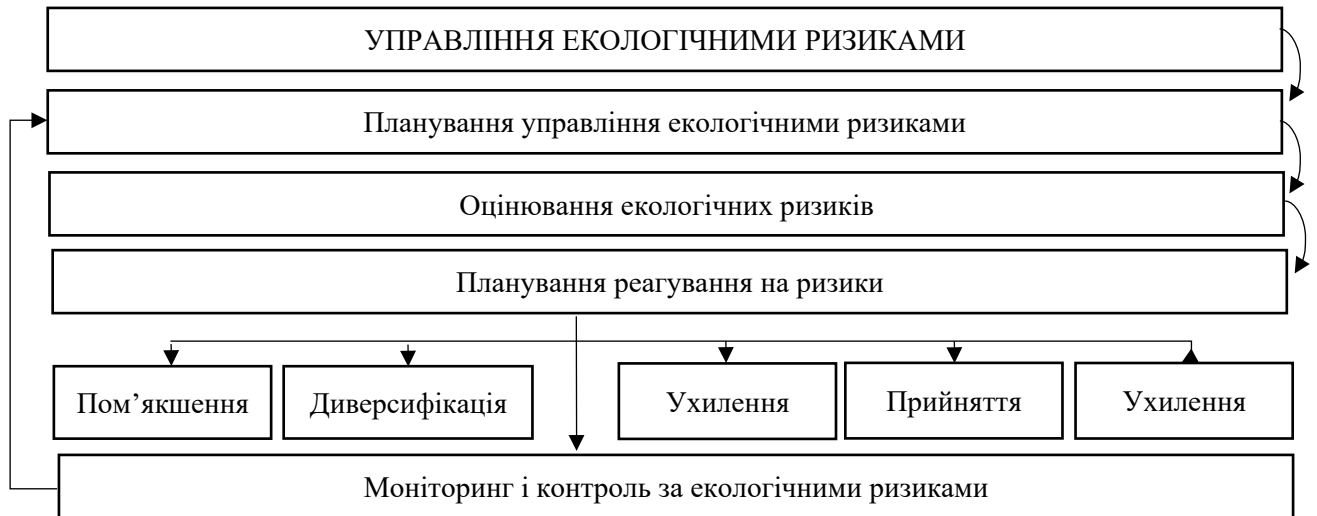 УПРАВЛІННЯ ЕКОЛОГІЧНИМИ РИЗИКАМИ
Планування управління екологічними ризиками
Оцінювання екологічних ризиків
Планування реагування на ризики
Пом’якшення
Диверсифікація
Ухилення
Прийняття
Ухилення
Моніторинг і контроль за екологічними ризиками